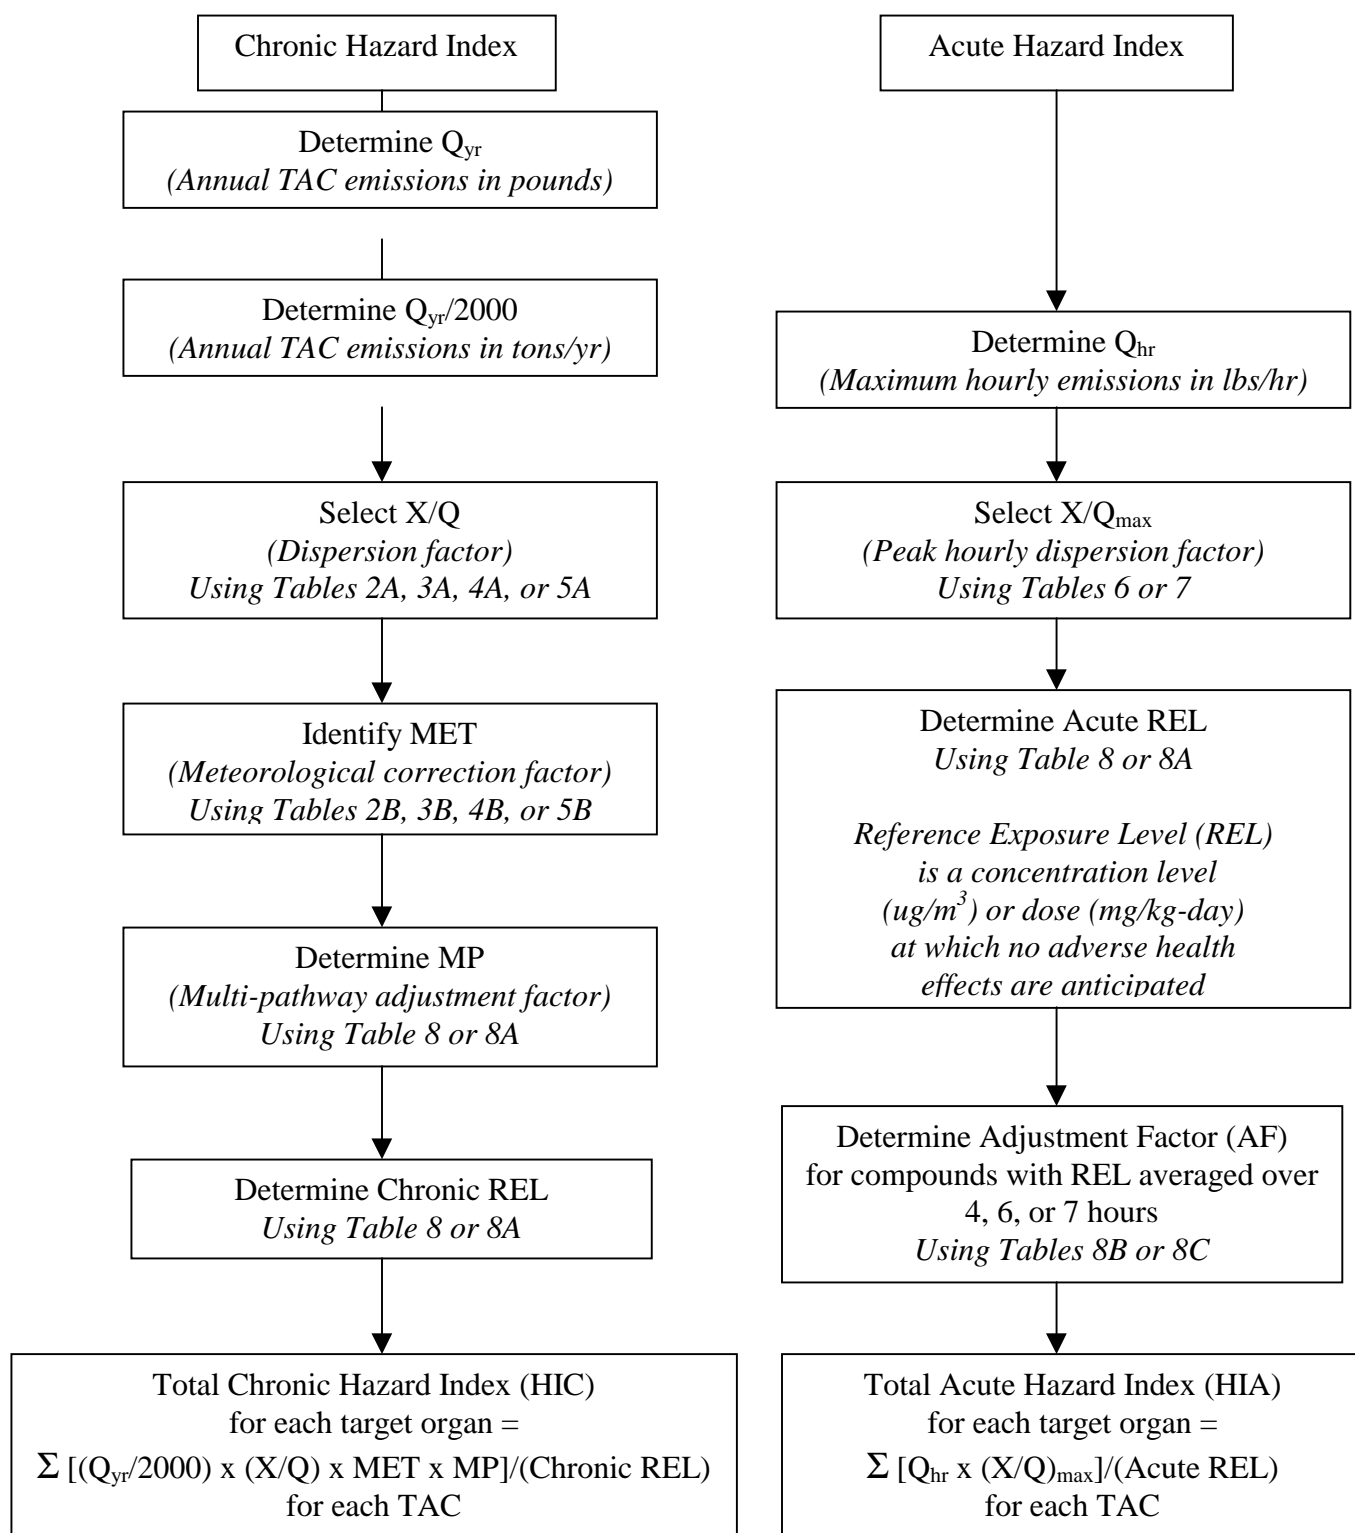 Chronic Hazard Index
Determine Qyr
(Annual TAC emissions in pounds)
Determine Qyr/2000
(Annual TAC emissions in tons/yr)
Select X/Q
(Dispersion factor)
Using Tables 2A, 3A, 4A, or 5A
Identify MET
(Meteorological correction factor)
Using Tables 2B, 3B, 4B, or 5B
Determine MP
(Multi-pathway adjustment factor)
Using Table 8 or 8A
Determine Chronic REL
Using Table 8 or 8A
Total Chronic Hazard Index (HIC)
for each target organ =
Σ [(Qyr/2000) x (X/Q) x MET x MP]/(Chronic REL)
for each TAC
Acute Hazard Index
Determine Qhr
(Maximum hourly emissions in lbs/hr)
Select X/Qmax
(Peak hourly dispersion factor)
Using Tables 6 or 7
Determine Acute REL
Using Table 8 or 8A
Reference Exposure Level (REL)
is a concentration level
(ug/m³) or dose (mg/kg-day)
at which no adverse health
effects are anticipated
Determine Adjustment Factor (AF)
for compounds with REL averaged over
4, 6, or 7 hours
Using Tables 8B or 8C
Total Acute Hazard Index (HIA)
for each target organ =
Σ [Qhr x (X/Q)max]/(Acute REL)
for each TAC